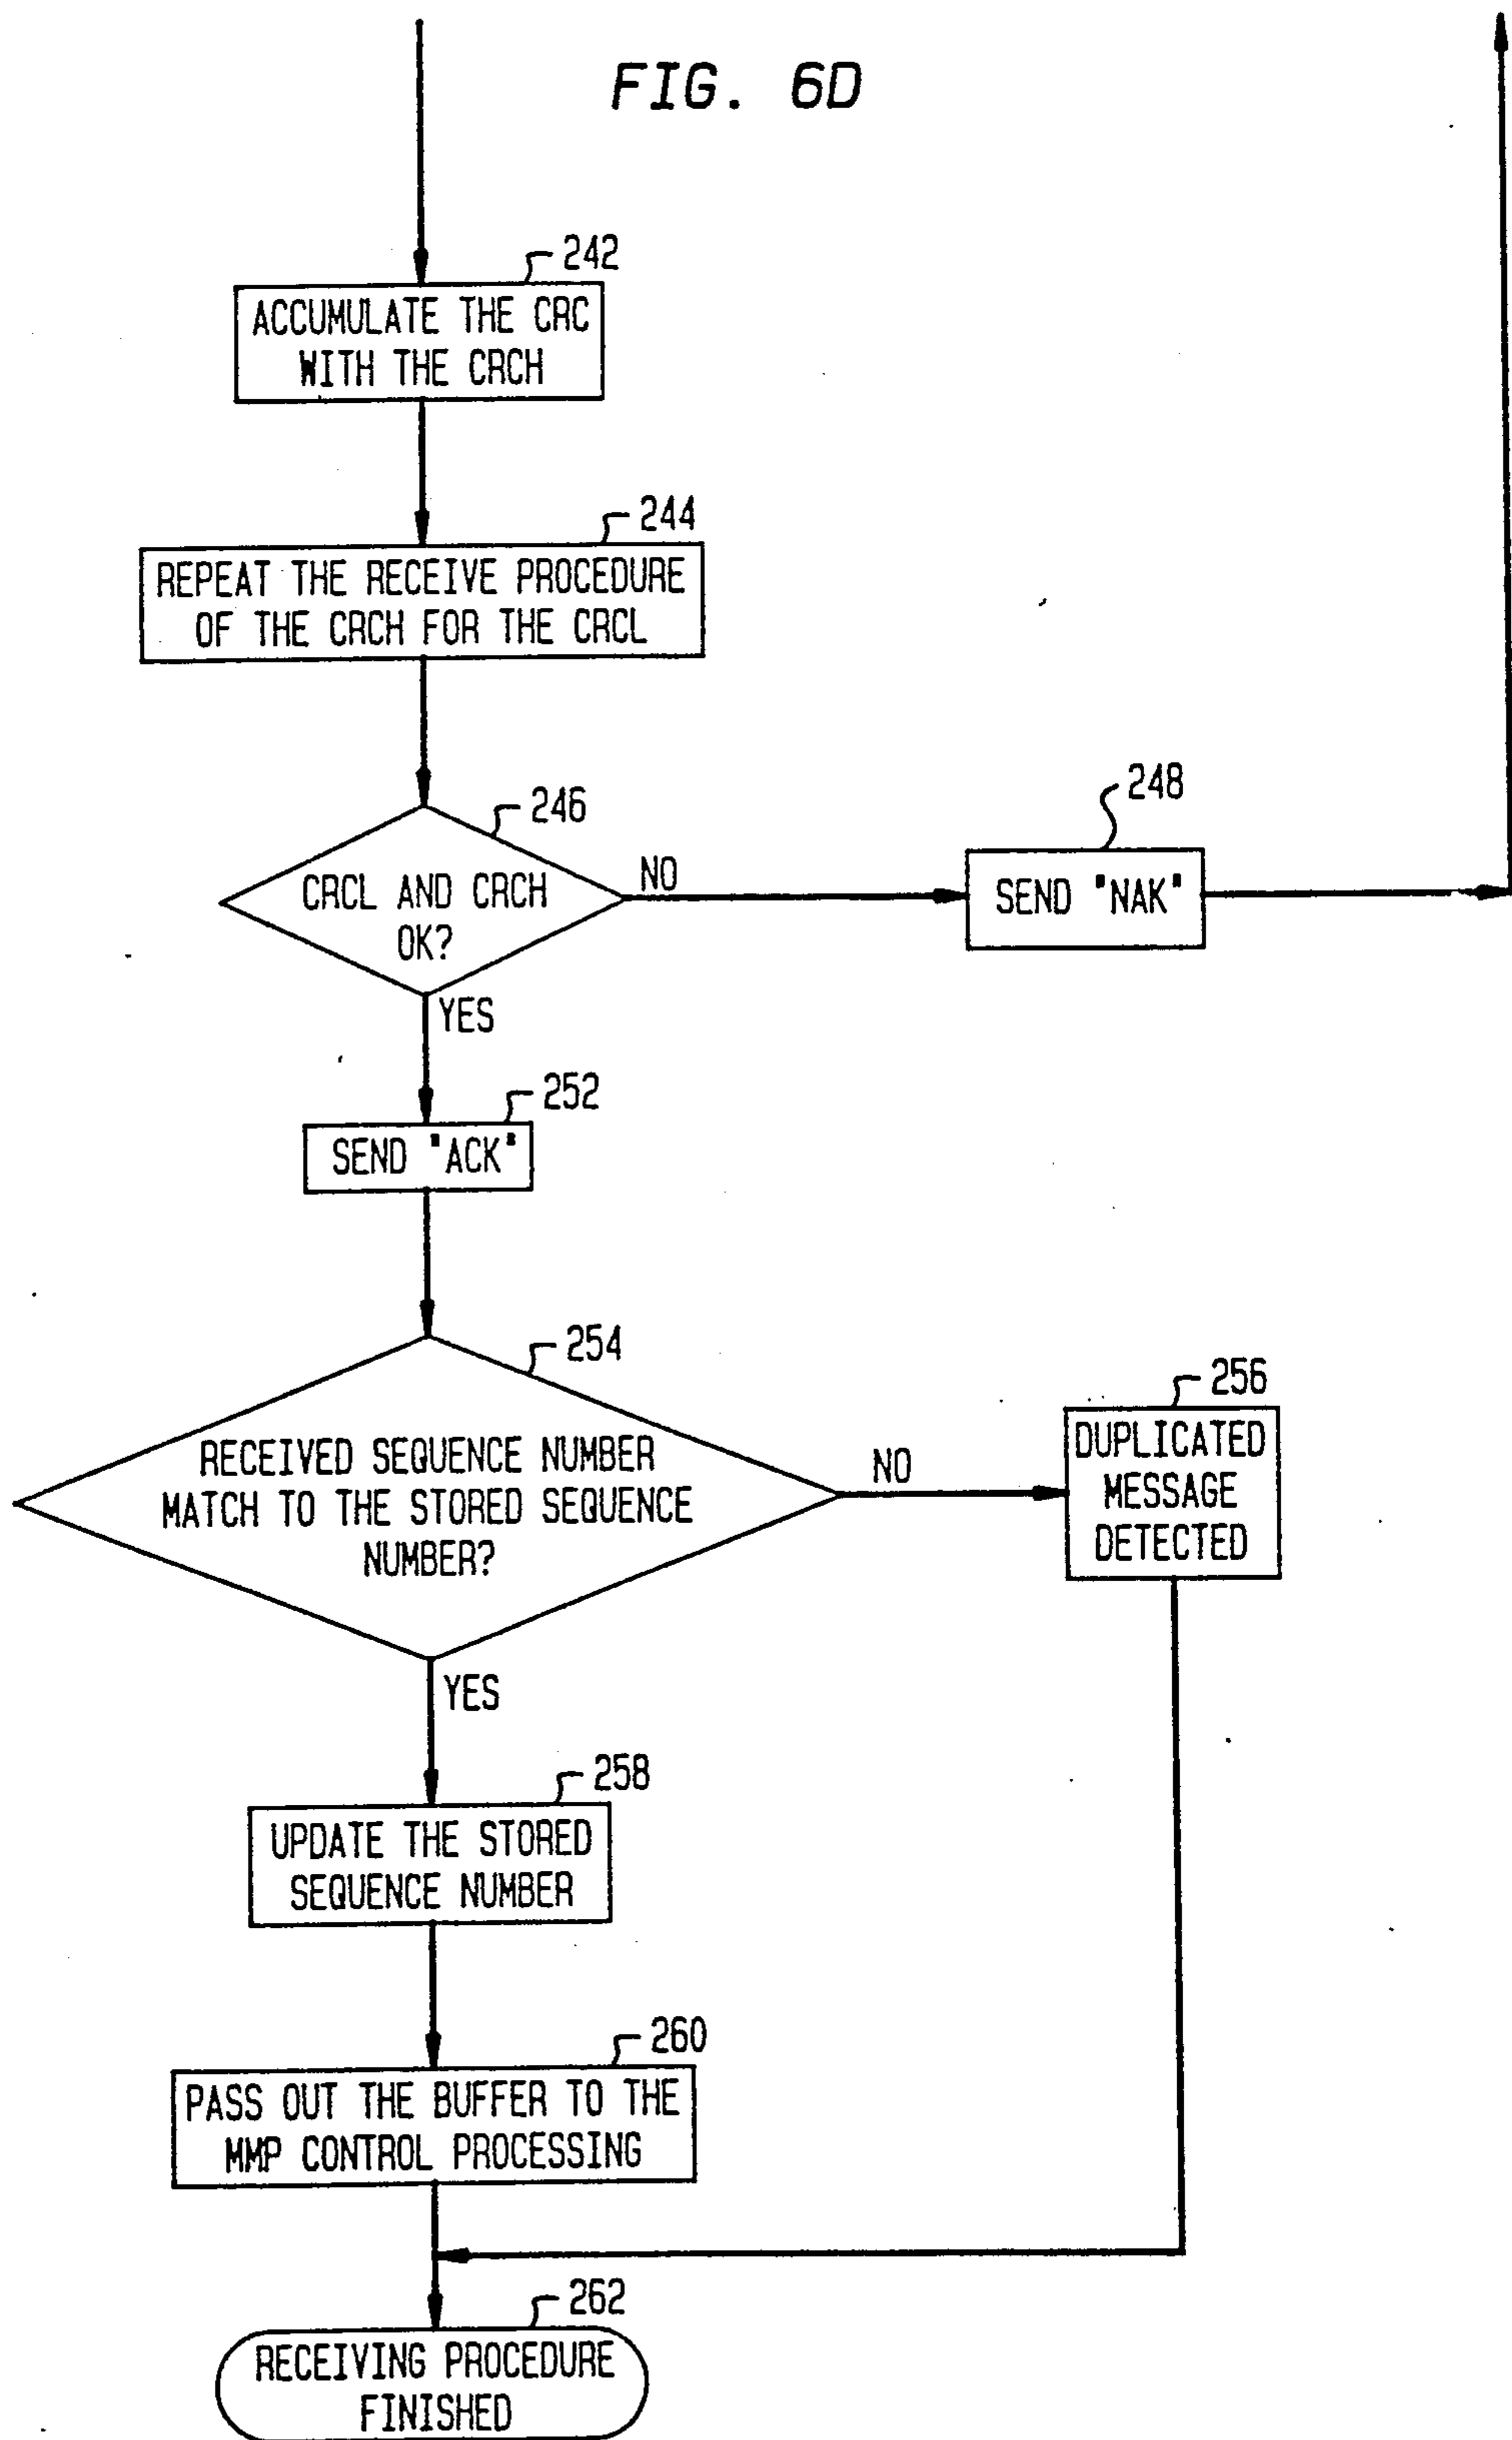 FIG. 6D
242
ACCUMULATE THE CRC
WITH THE CRCH
244
REPEAT THE RECEIVE PROCEDURE
OF THE CRCH FOR THE CRCL
246
CRCL AND CRCH
OK?
NO
248
SEND "NAK"
YES
252
SEND "ACK"
254
RECEIVED SEQUENCE NUMBER
MATCH TO THE STORED SEQUENCE
NUMBER?
NO
256
DUPLICATED
MESSAGE
DETECTED
YES
258
UPDATE THE STORED
SEQUENCE NUMBER
260
PASS OUT THE BUFFER TO THE
MMP CONTROL PROCESSING
262
RECEIVING PROCEDURE
FINISHED